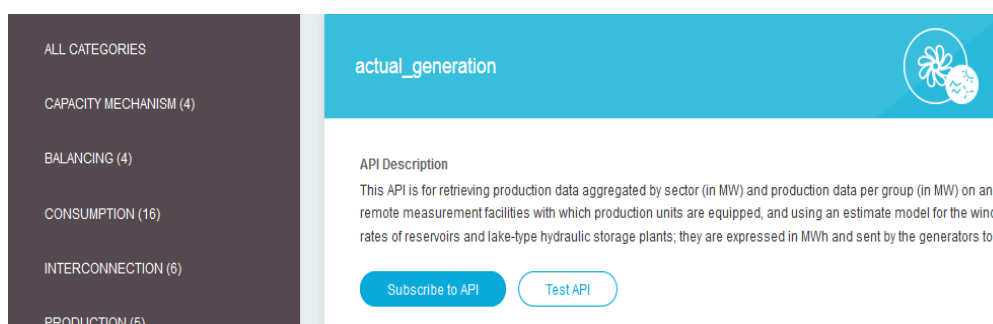 ALL CATEGORIES
CAPACITY MECHANISM (4)
BALANCING (4)
CONSUMPTION (16)
INTERCONNECTION (6)
PRODUCTION (5)
actual_generation
API Description
This API is for retrieving production data aggregated by sector (in MW) and production data per group (in MW) on an
remote measurement facilities with which production units are equipped, and using an estimate model for the wind
rates of reservoirs and lake-type hydraulic storage plants; they are expressed in MWh and sent by the generators to
Subscribe to API
Test API